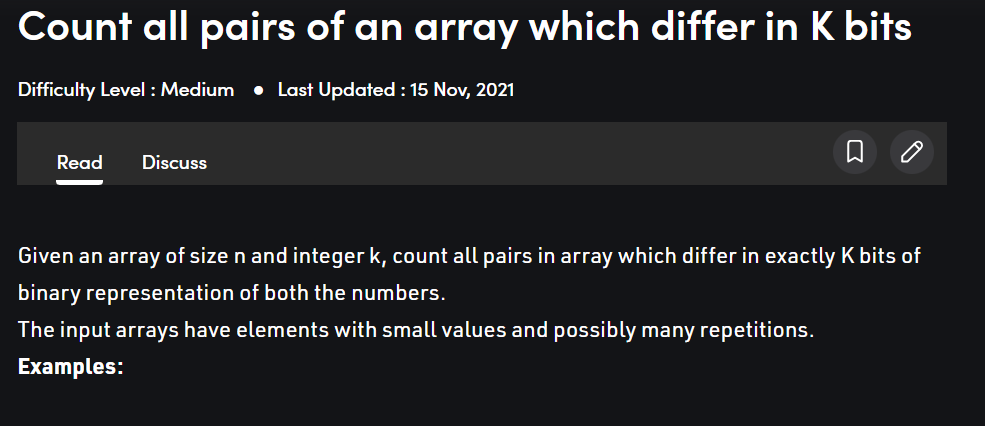 Count all pairs of an array which differ in K bits
Difficulty Level : Medium ● Last Updated : 15 Nov, 2021
Read Discuss
Given an array of size n and integer k, count all pairs in array which differ in exactly K bits of
binary representation of both the numbers.
The input arrays have elements with small values and possibly many repetitions.
Examples: